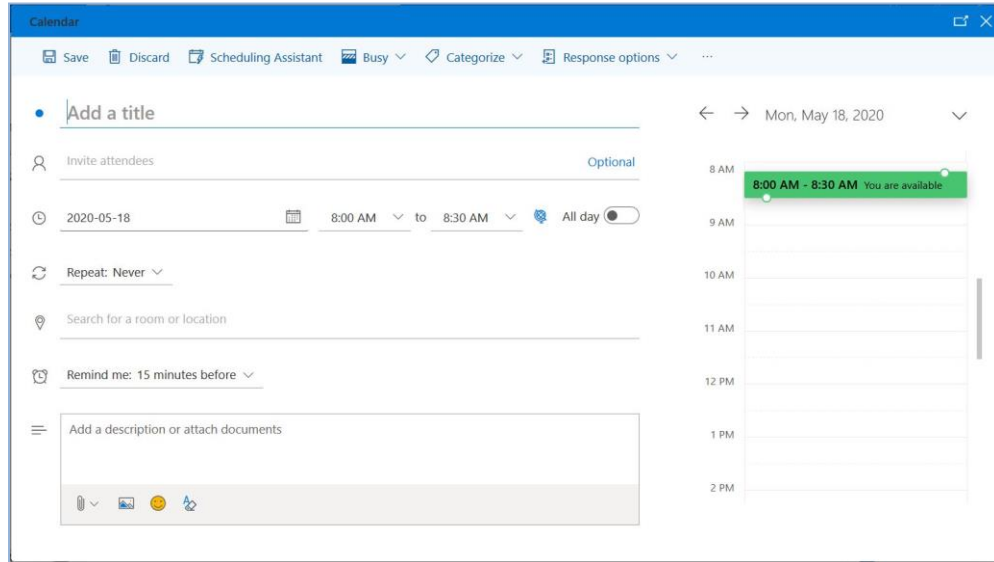 Calendar
Save Discard Scheduling Assistant Busy Categorize Response options ...
Add a title
Invite attendees Optional
2020-05-18 8:00 AM to 8:30 AM All day
Repeat: Never
Search for a room or location
Remind me: 15 minutes before
Add a description or attach documents
Mon, May 18, 2020
8 AM
8:00 AM - 8:30 AM You are available
9 AM
10 AM
11 AM
12 PM
1 PM
2 PM